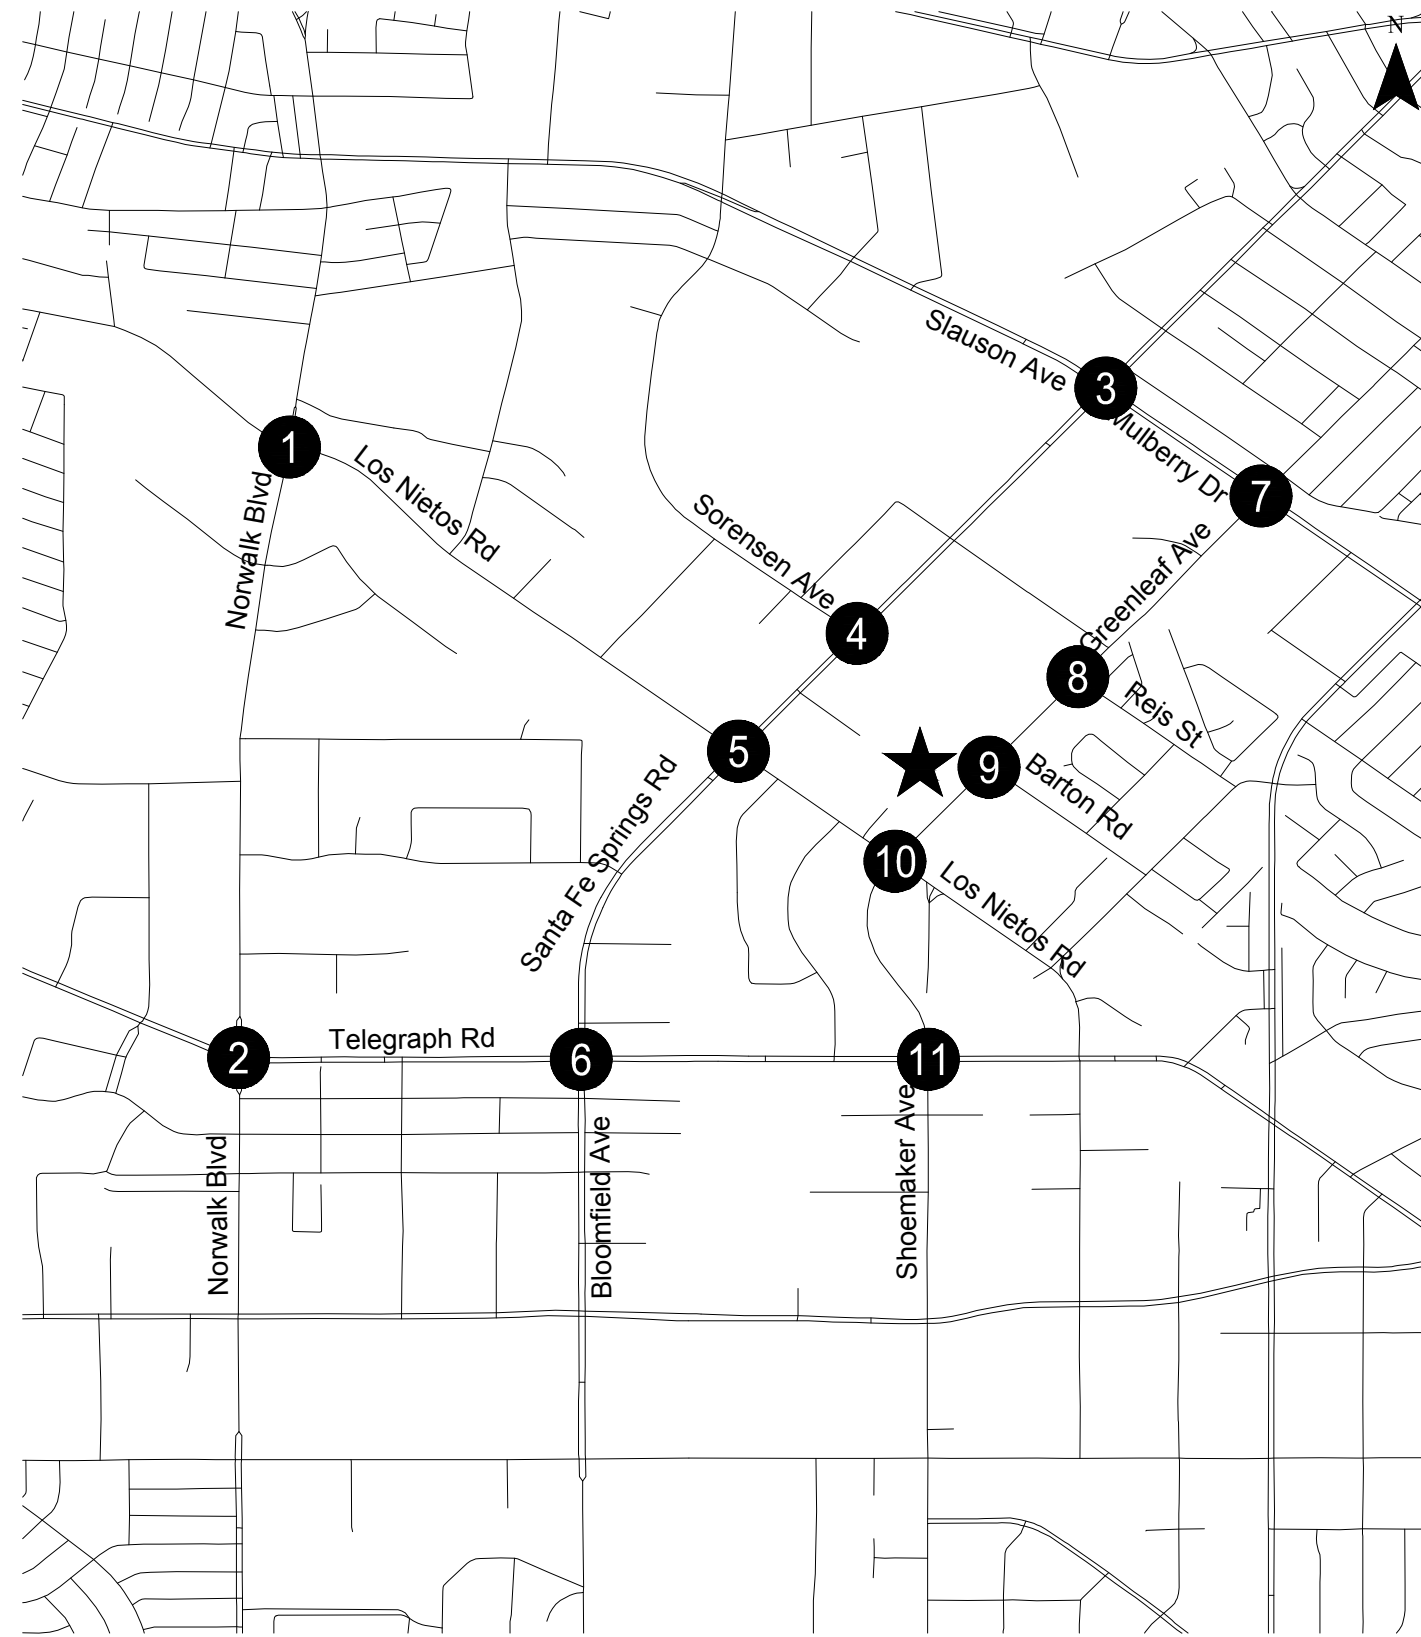 N
Slauson Ave
3
Mulberry Dr
7
1
Los Nietos Rd
Norwalk Blvd
Sorensen Ave
4
Greenleaf Ave
8
Reis St
5
9
Barton Rd
Santa Fe Springs Rd
10
Los Nietos Rd
2
Telegraph Rd
6
11
Norwalk Blvd
Bloomfield Ave
Shoemaker Ave